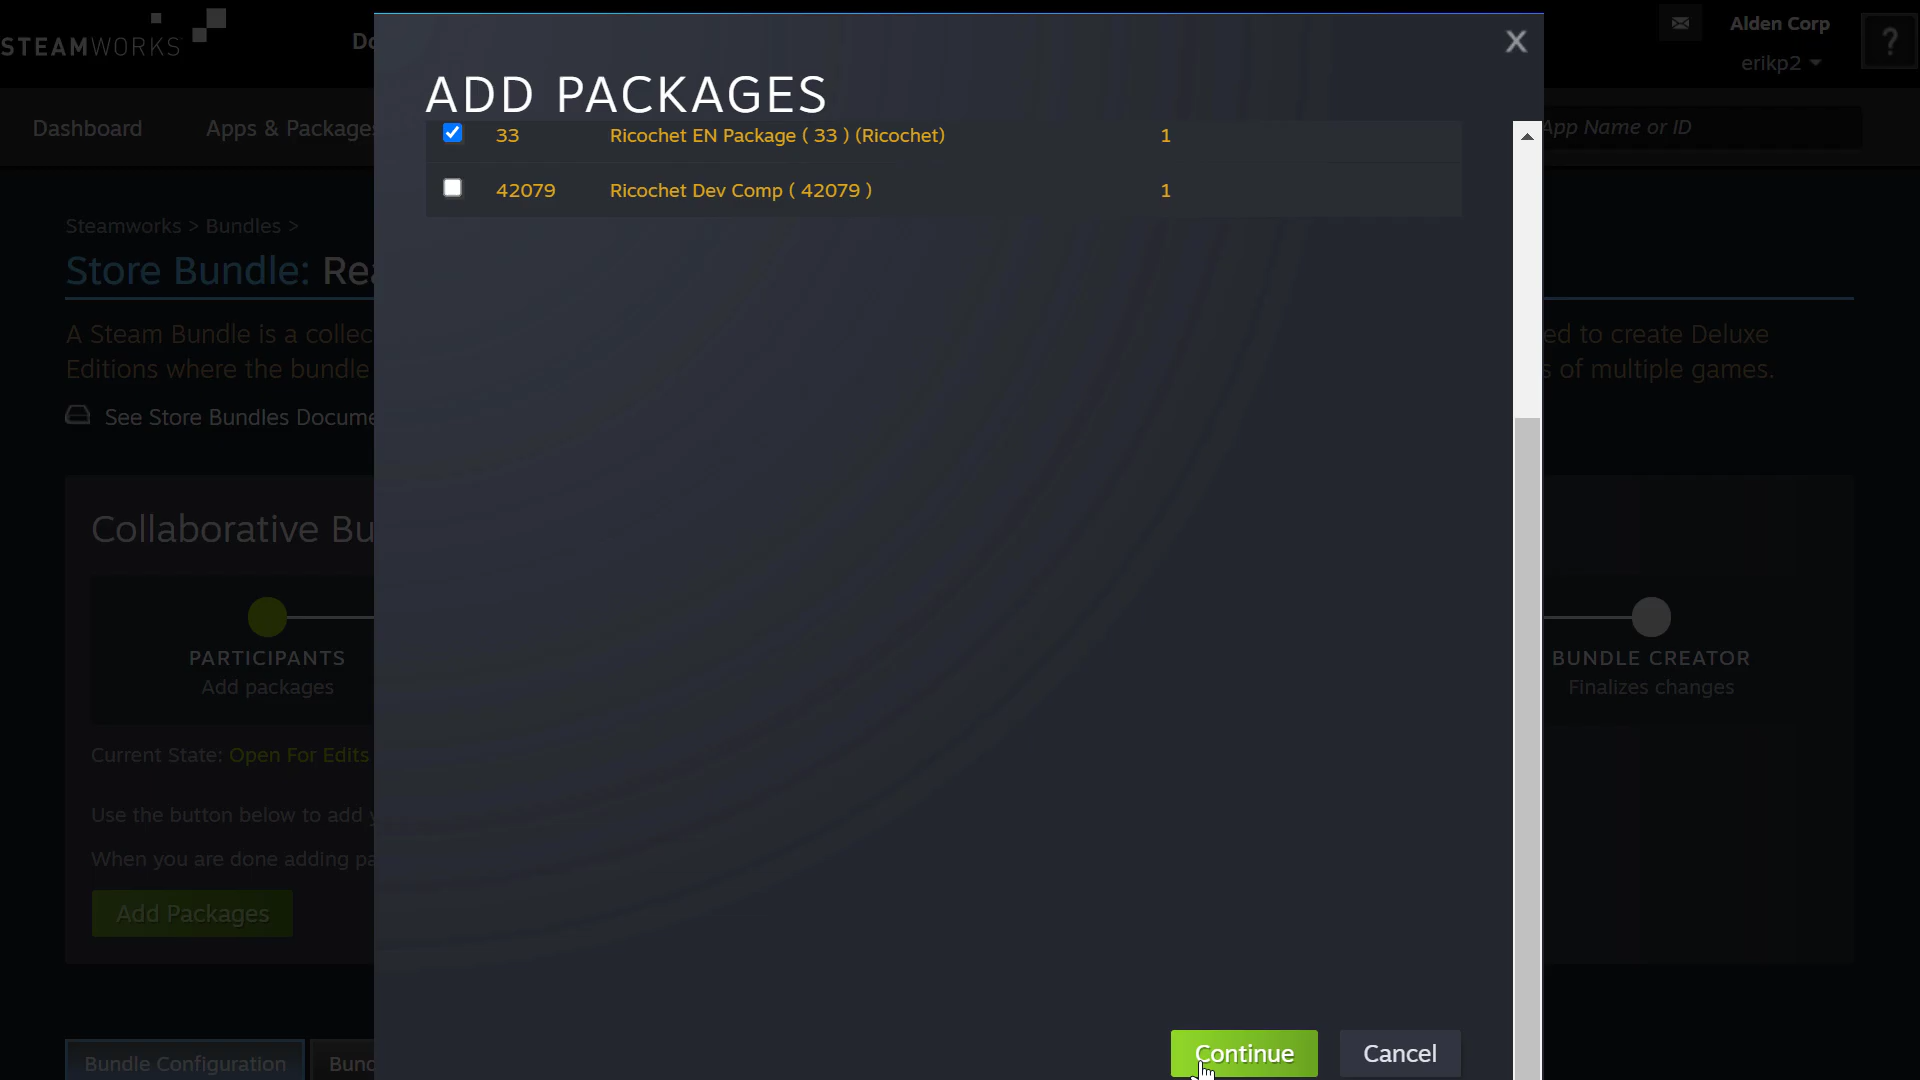 STEAMWORKS
Do
Alden Corp
erikp2
?
X
ADD PACKAGES
Dashboard
Apps & Packages
App Name or ID
33 Ricochet EN Package ( 33 ) (Ricochet) 1
42079 Ricochet Dev Comp ( 42079 ) 1
Steamworks > Bundles >
Store Bundle: Rea
A Steam Bundle is a collec
ed to create Deluxe
Editions where the bundle
s of multiple games.
See Store Bundles Docume
Collaborative Bu
PARTICIPANTS
Add packages
BUNDLE CREATOR
Finalizes changes
Current State: Open For Edits
Use the button below to add y
When you are done adding pa
Add Packages
Continue
Cancel
Bundle Configuration
Bund